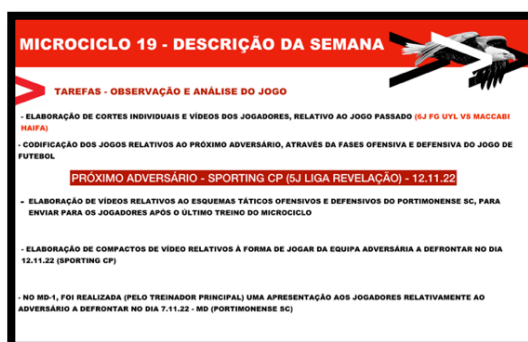 MICROCICLO 19 - DESCRIÇÃO DA SEMANA
TAREFAS - OBSERVAÇÃO E ANÁLISE DO JOGO
- ELABORAÇÃO DE CORTES INDIVIDUAIS E VÍDEOS DOS JOGADORES, RELATIVO AO JOGO PASSADO (6J FG UYL VS MACCABI
HAIFA)
- CODIFICAÇÃO DOS JOGOS RELATIVOS AO PRÓXIMO ADVERSÁRIO, ATRAVÉS DA FASES OFENSIVA E DEFENSIVA DO JOGO DE
FUTEBOL
PRÓXIMO ADVERSÁRIO - SPORTING CP (5J LIGA REVELAÇÃO) - 12.11.22
- ELABORAÇÃO DE VÍDEOS RELATIVOS AO ESQUEMAS TÁTICOS OFENSIVOS E DEFENSIVOS DO PORTIMONENSE SC, PARA
ENVIAR PARA OS JOGADORES APÓS O ÚLTIMO TREINO DO MICROCICLO
- ELABORAÇÃO DE COMPACTOS DE VÍDEO RELATIVOS À FORMA DE JOGAR DA EQUIPA ADVERSÁRIA A DEFRONTAR NO DIA
12.11.22 (SPORTING CP)
- NO MD-1, FOI REALIZADA (PELO TREINADOR PRINCIPAL) UMA APRESENTAÇÃO AOS JOGADORES RELATIVAMENTE AO
ADVERSÁRIO A DEFRONTAR NO DIA 7.11.22 - MD (PORTIMONENSE SC)